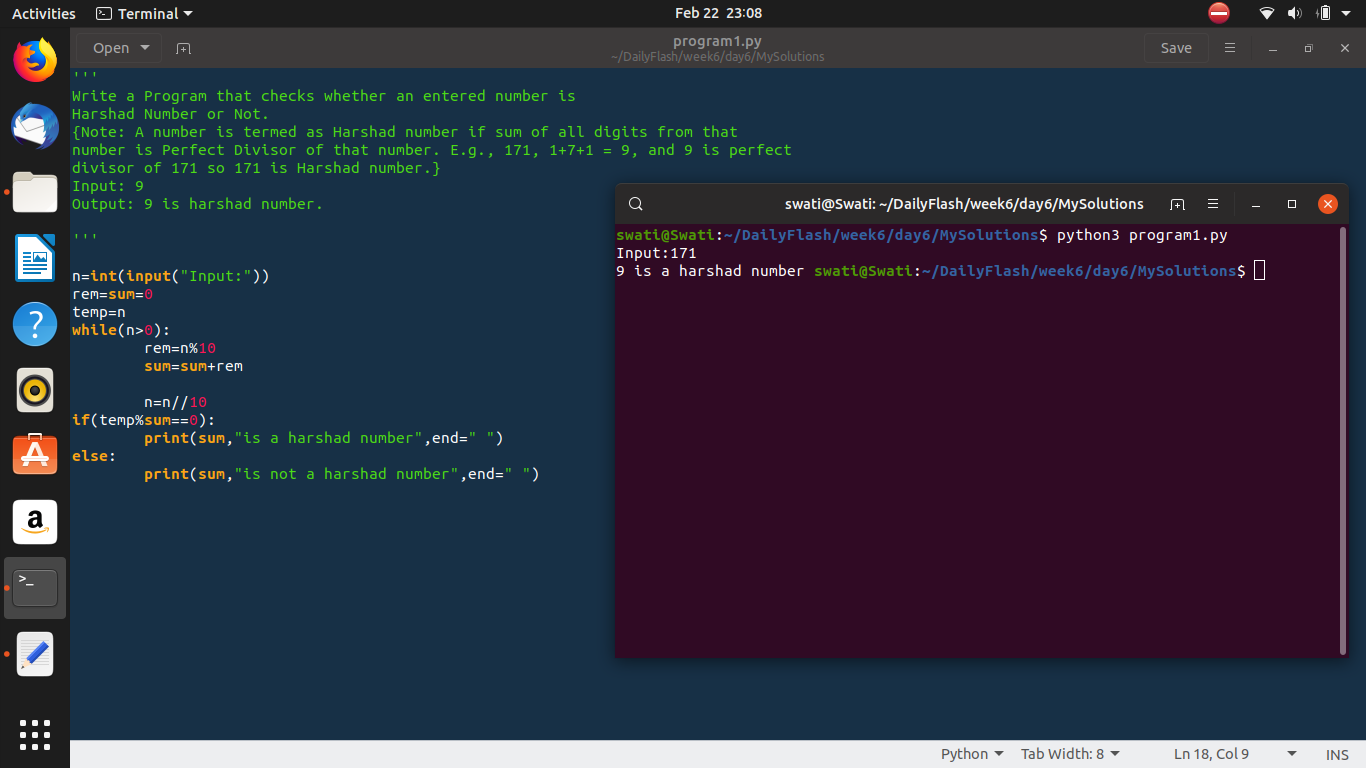 Activities Terminal Feb 22 23:08
Open program1.py Save
~/DailyFlash/week6/day6/MySolutions
'''
Write a Program that checks whether an entered number is
Harshad Number or Not.
{Note: A number is termed as Harshad number if sum of all digits from that
number is Perfect Divisor of that number. E.g., 171, 1+7+1 = 9, and 9 is perfect
divisor of 171 so 171 is Harshad number.}
Input: 9
Output: 9 is harshad number.
'''
n=int(input("Input:"))
rem=sum=0
temp=n
while(n>0):
        rem=n%10
        sum=sum+rem
        n=n//10
if(temp%sum==0):
        print(sum,"is a harshad number",end=" ")
else:
        print(sum,"is not a harshad number",end=" ")
swati@Swati: ~/DailyFlash/week6/day6/MySolutions
swati@Swati:~/DailyFlash/week6/day6/MySolutions$ python3 program1.py
Input:171
9 is a harshad number swati@Swati:~/DailyFlash/week6/day6/MySolutions$
Python Tab Width: 8 Ln 18, Col 9 INS